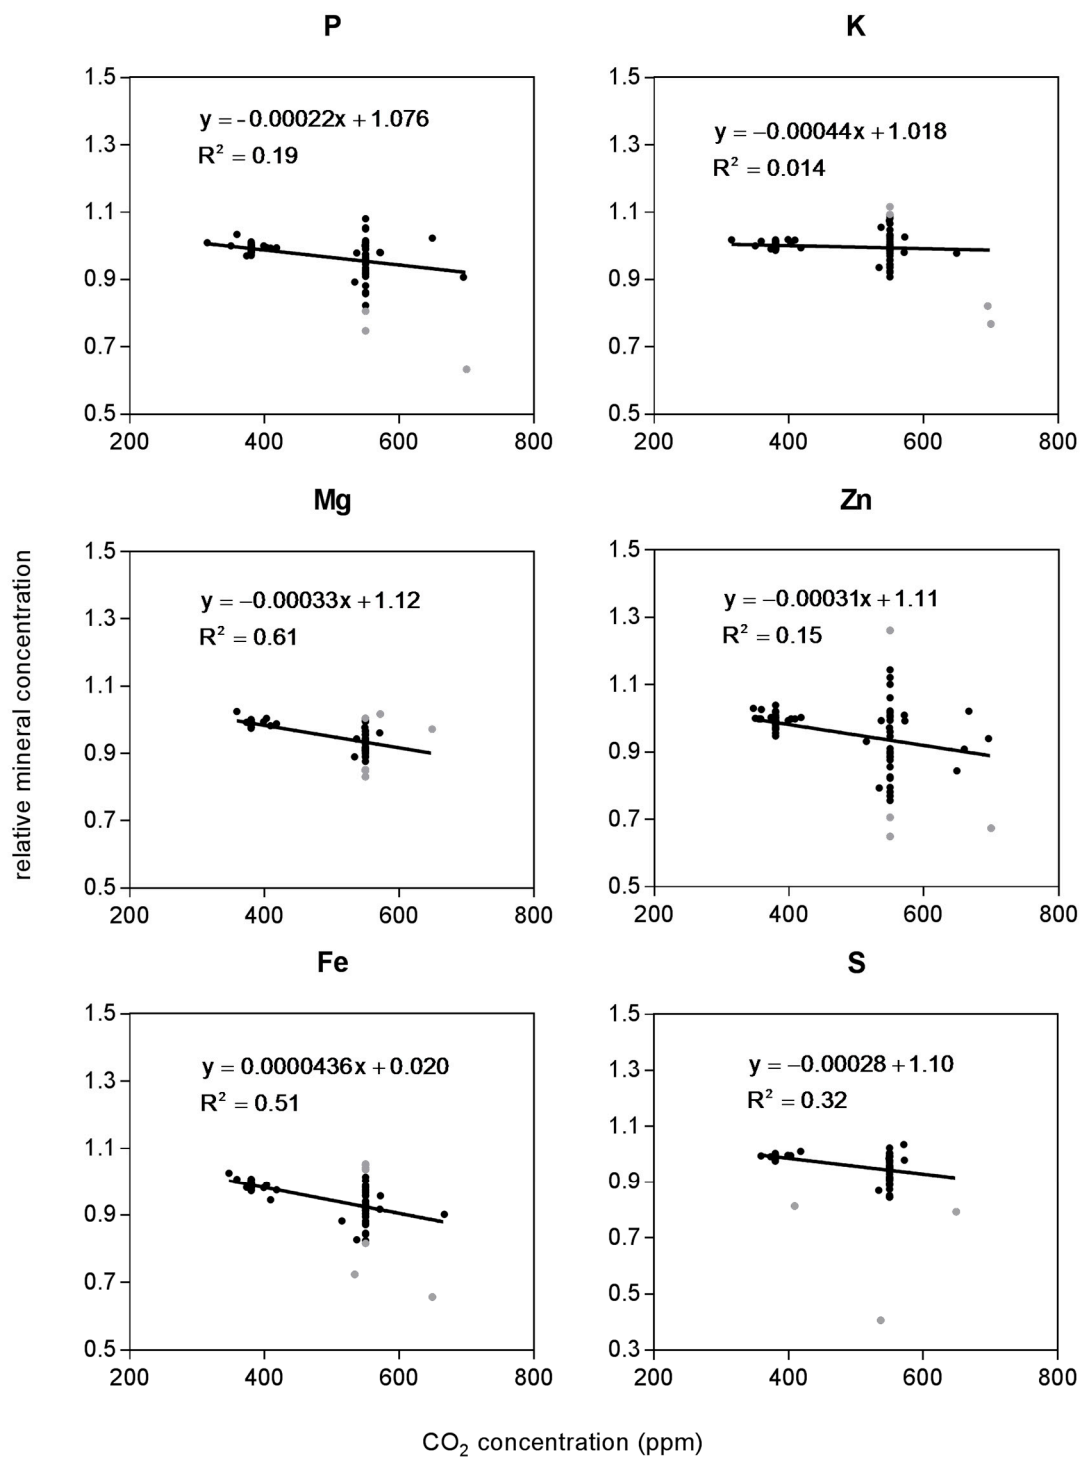 P
1.5
1.3
1.1
0.9
0.7
0.5
200 400 600 800
y = -0.00022x + 1.076
R² = 0.19
K
1.5
1.3
1.1
0.9
0.7
0.5
200 400 600 800
y = −0.00044x + 1.018
R² = 0.014
relative mineral concentration
Mg
1.5
1.3
1.1
0.9
0.7
0.5
200 400 600 800
y = −0.00033x + 1.12
R² = 0.61
Zn
1.5
1.3
1.1
0.9
0.7
0.5
200 400 600 800
y = −0.00031x + 1.11
R² = 0.15
Fe
1.5
1.3
1.1
0.9
0.7
0.5
200 400 600 800
y = 0.0000436x + 0.020
R² = 0.51
S
1.5
1.3
1.1
0.9
0.7
0.5
0.3
200 400 600 800
y = −0.00028 + 1.10
R² = 0.32
CO₂ concentration (ppm)